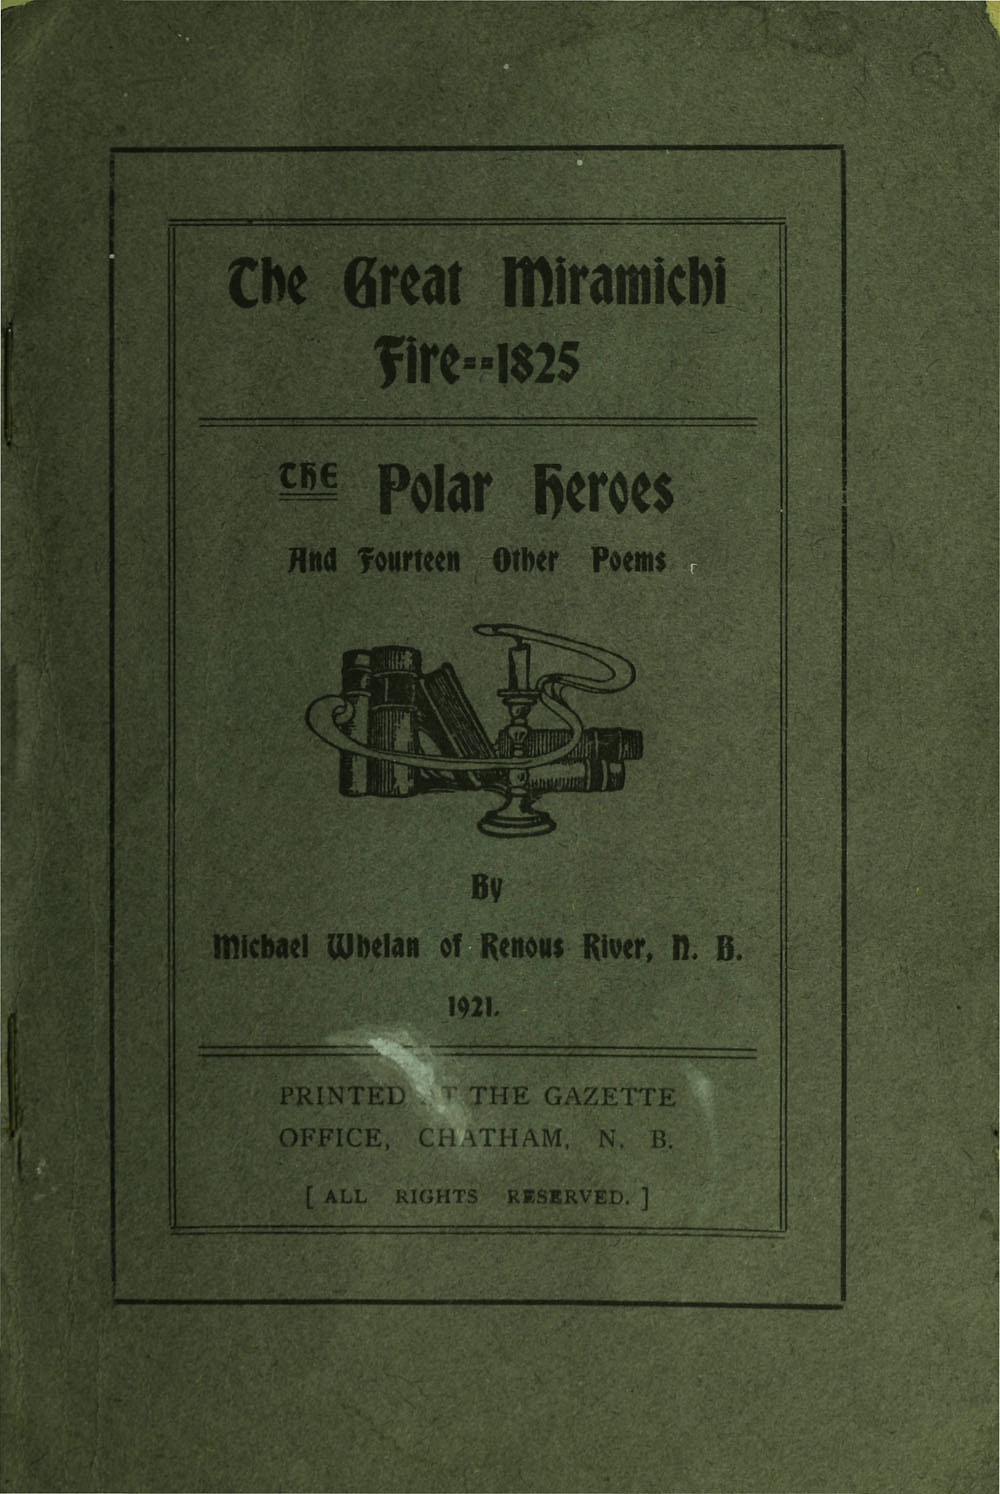 The Great Miramichi
Fire--1825
THE Polar Heroes
And Fourteen Other Poems
By
Michael Whelan of Renous River, N. B.
1921.
PRINTED AT THE GAZETTE
OFFICE, CHATHAM, N. B.
[ ALL RIGHTS RESERVED. ]